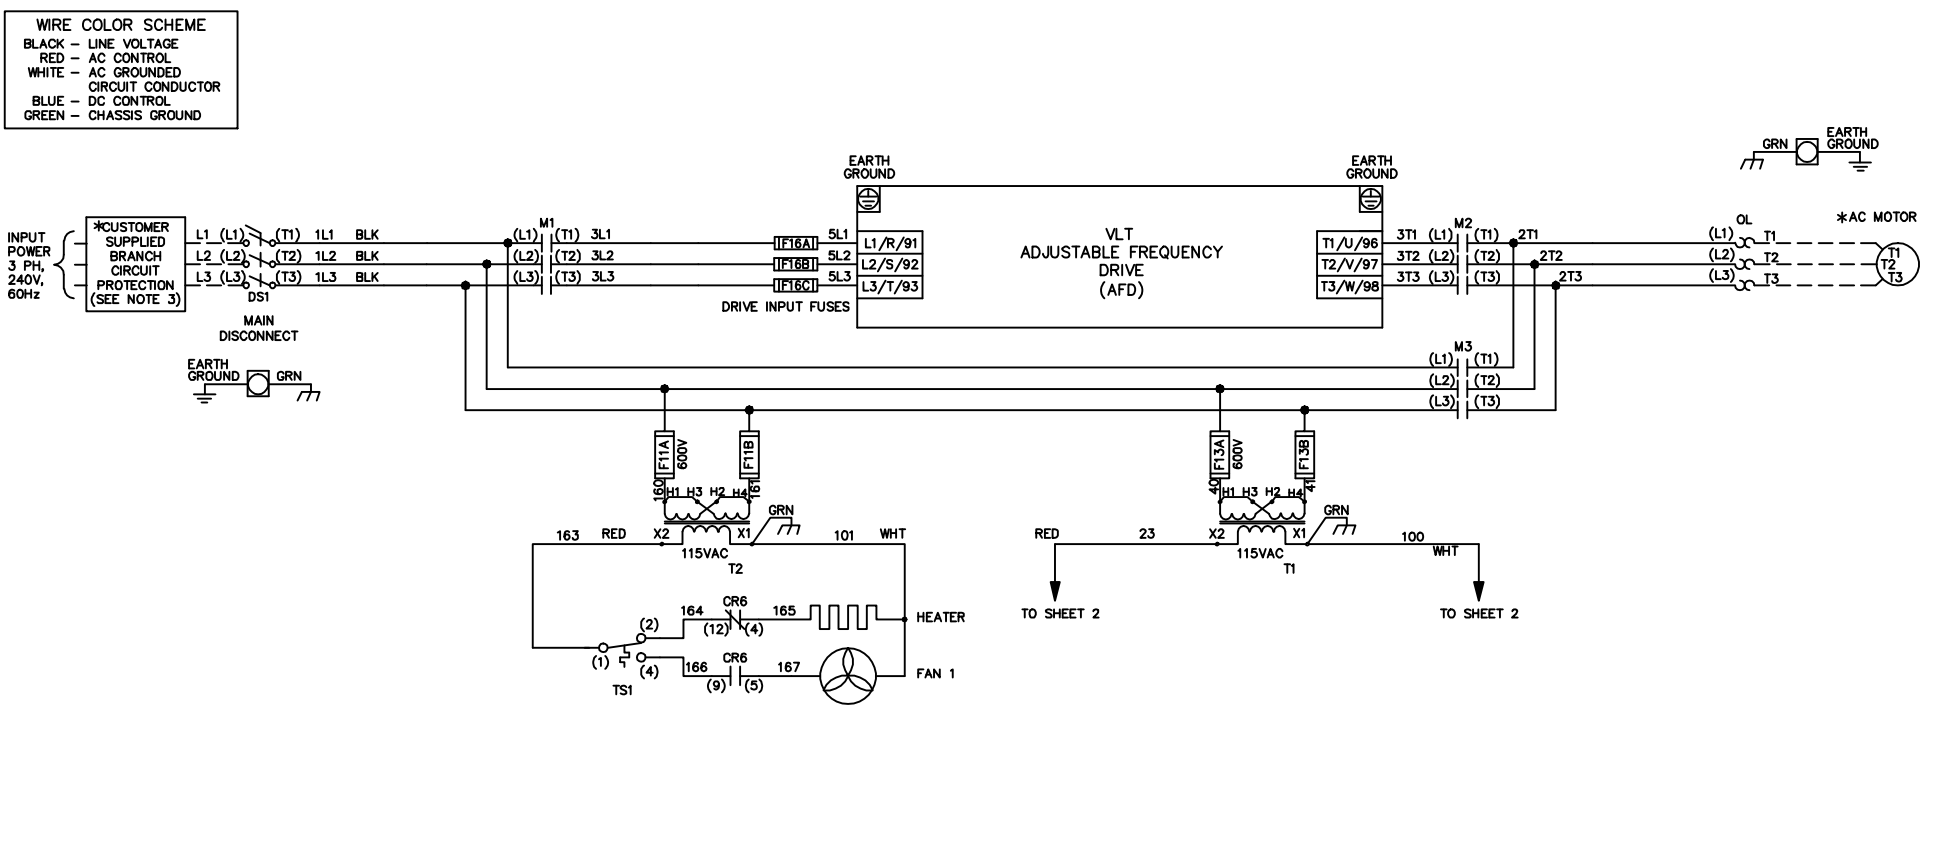 WIRE COLOR SCHEME
BLACK – LINE VOLTAGE
RED – AC CONTROL
WHITE – AC GROUNDED
CIRCUIT CONDUCTOR
BLUE – DC CONTROL
GREEN – CHASSIS GROUND
INPUT
POWER
3 PH,
240V,
60Hz
*CUSTOMER
SUPPLIED
BRANCH
CIRCUIT
PROTECTION
(SEE NOTE 3)
L1 (L1) (T1) 1L1 BLK
L2 (L2) (T2) 1L2 BLK
L3 (L3) (T3) 1L3 BLK
DS1
MAIN
DISCONNECT
EARTH
GROUND
GRN
M1
(L1) (T1) 3L1
(L2) (T2) 3L2
(L3) (T3) 3L3
F16A 5L1
F16B 5L2
F16C 5L3
DRIVE INPUT FUSES
EARTH
GROUND
L1/R/91
L2/S/92
L3/T/93
VLT
ADJUSTABLE FREQUENCY
DRIVE
(AFD)
EARTH
GROUND
T1/U/96
T2/V/97
T3/W/98
M2
3T1 (L1) (T1) 2T1
3T2 (L2) (T2) 2T2
3T3 (L3) (T3) 2T3
M3
(L1) (T1)
(L2) (T2)
(L3) (T3)
GRN
EARTH
GROUND
OL
(L1) T1
(L2) T2
(L3) T3
*AC MOTOR
T1
T2
T3
F11A
600V
F11B
160
161
H1 H3 H2 H4
GRN
163 RED X2 X1 101 WHT
115VAC
T2
CR6
164 165
(12) (4)
HEATER
(2)
(1)
(4)
TS1
CR6
166 167
(9) (5)
FAN 1
F13A
600V
F13B
40
41
H1 H3 H2 H4
GRN
RED 23 X2 X1 100
WHT
115VAC
T1
TO SHEET 2
TO SHEET 2